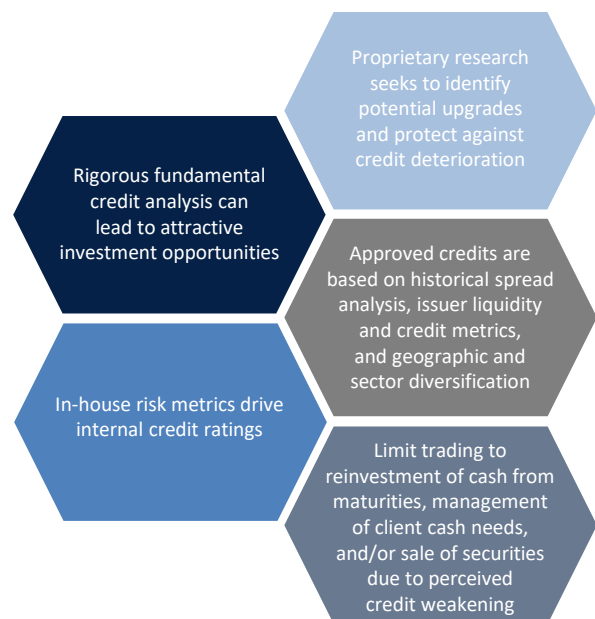 Proprietary research
seeks to identify
potential upgrades
and protect against
credit deterioration
Rigorous fundamental
credit analysis can
lead to attractive
investment opportunities
Approved credits are
based on historical spread
analysis, issuer liquidity
and credit metrics,
and geographic and
sector diversification
In-house risk metrics drive
internal credit ratings
Limit trading to
reinvestment of cash from
maturities, management
of client cash needs,
and/or sale of securities
due to perceived
credit weakening